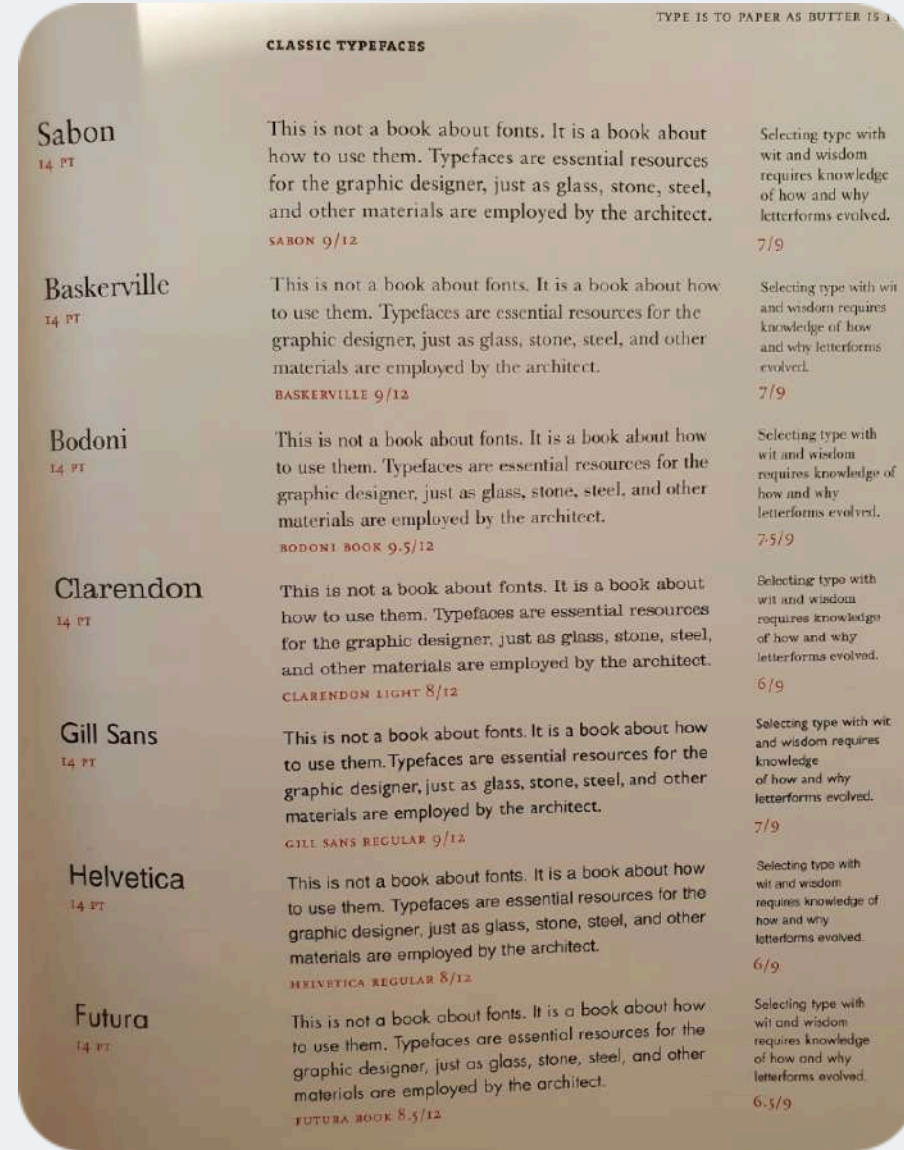 TYPE IS TO PAPER AS BUTTER IS
CLASSIC TYPEFACES
Sabon
14 PT
This is not a book about fonts. It is a book about
how to use them. Typefaces are essential resources
for the graphic designer, just as glass, stone, steel,
and other materials are employed by the architect.
SABON 9/12
Selecting type with
wit and wisdom
requires knowledge
of how and why
letterforms evolved.
7/9
Baskerville
14 PT
This is not a book about fonts. It is a book about how
to use them. Typefaces are essential resources for the
graphic designer, just as glass, stone, steel, and other
materials are employed by the architect.
BASKERVILLE 9/12
Selecting type with wit
and wisdom requires
knowledge of how
and why letterforms
evolved.
7/9
Bodoni
14 PT
This is not a book about fonts. It is a book about how
to use them. Typefaces are essential resources for the
graphic designer, just as glass, stone, steel, and other
materials are employed by the architect.
BODONI BOOK 9.5/12
Selecting type with
wit and wisdom
requires knowledge of
how and why
letterforms evolved.
7.5/9
Clarendon
14 PT
This is not a book about fonts. It is a book about
how to use them. Typefaces are essential resources
for the graphic designer, just as glass, stone, steel,
and other materials are employed by the architect.
CLARENDON LIGHT 8/12
Selecting type with
wit and wisdom
requires knowledge
of how and why
letterforms evolved.
6/9
Gill Sans
14 PT
This is not a book about fonts. It is a book about how
to use them. Typefaces are essential resources for the
graphic designer, just as glass, stone, steel, and other
materials are employed by the architect.
GILL SANS REGULAR 9/12
Selecting type with wit
and wisdom requires
knowledge
of how and why
letterforms evolved.
7/9
Helvetica
14 PT
This is not a book about fonts. It is a book about how
to use them. Typefaces are essential resources for the
graphic designer, just as glass, stone, steel, and other
materials are employed by the architect.
HELVETICA REGULAR 8/12
Selecting type with
wit and wisdom
requires knowledge of
how and why
letterforms evolved.
6/9
Futura
14 PT
This is not a book about fonts. It is a book about how
to use them. Typefaces are essential resources for the
graphic designer, just as glass, stone, steel, and other
materials are employed by the architect.
FUTURA BOOK 8.5/12
Selecting type with
wit and wisdom
requires knowledge
of how and why
letterforms evolved.
6.5/9